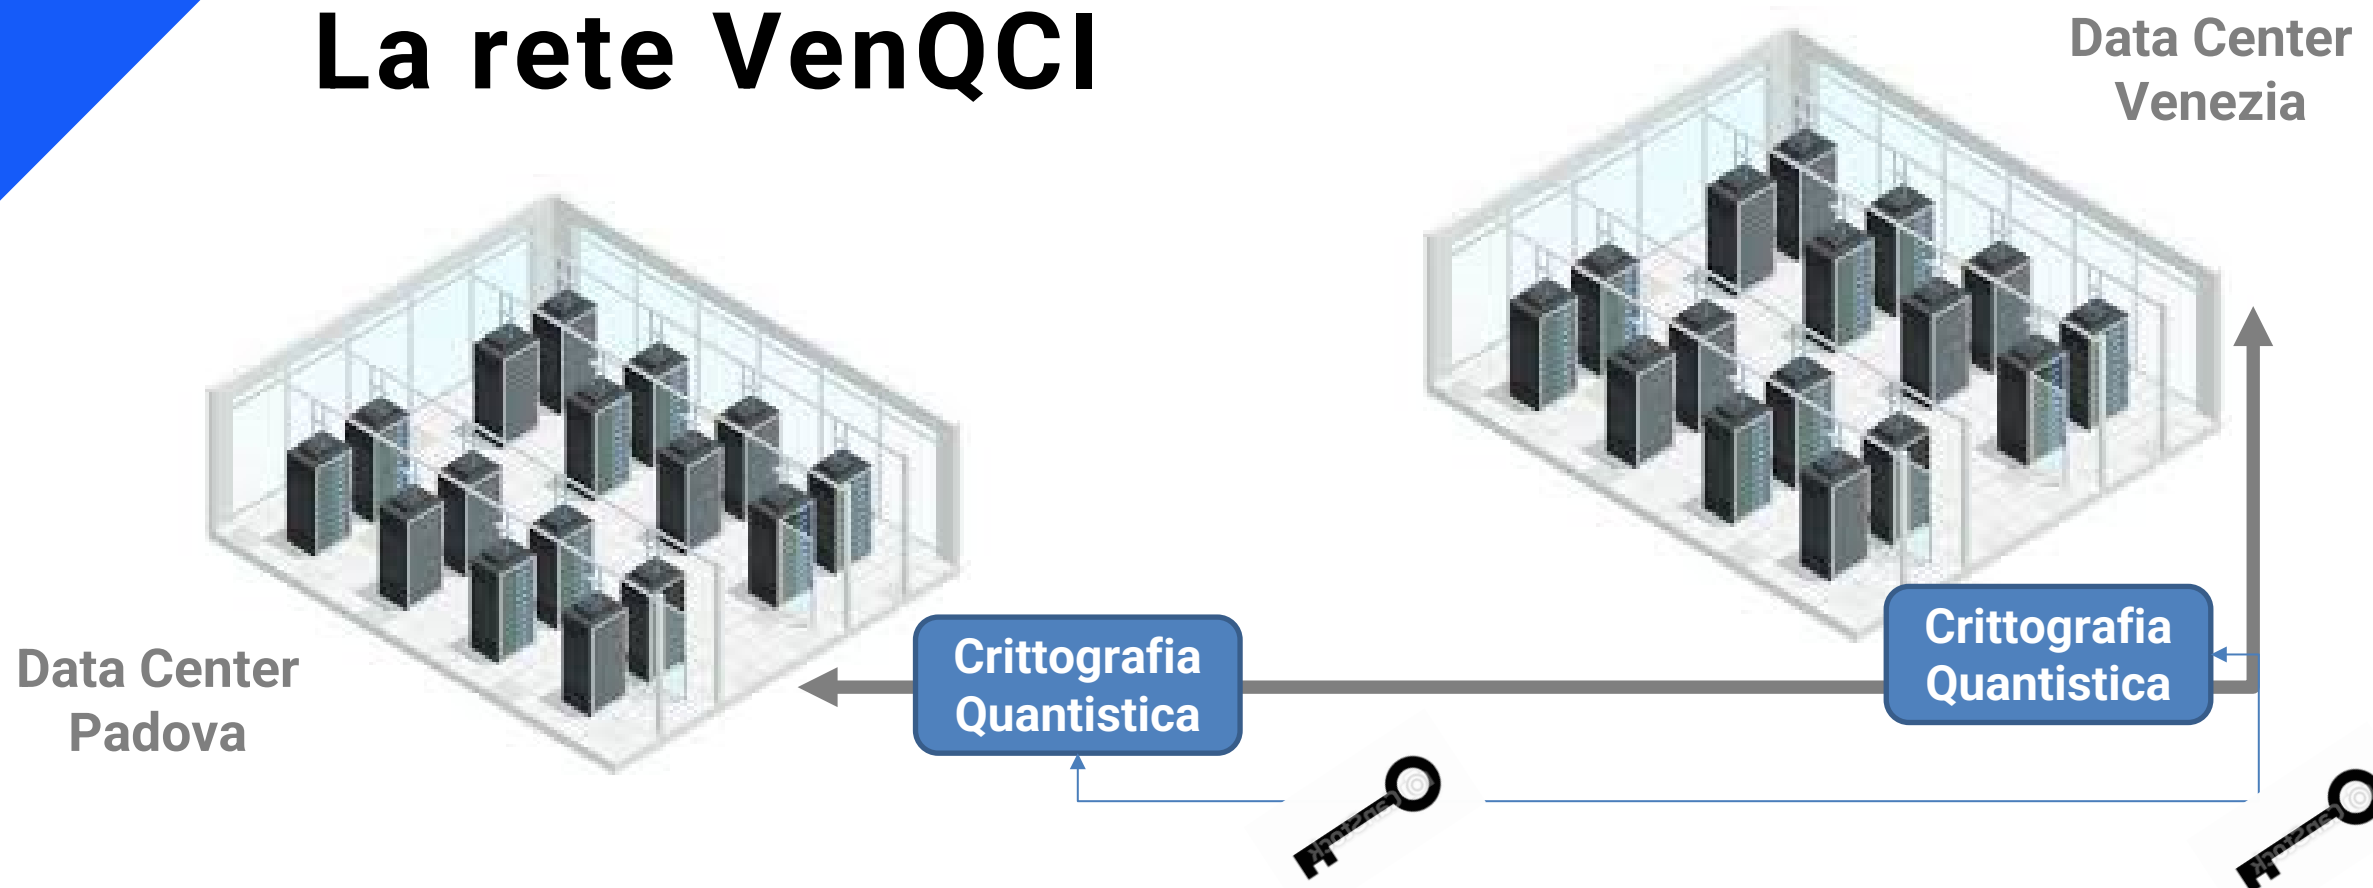 La rete VenQCI
Data Center
Venezia
Data Center
Padova
Crittografia
Quantistica
Crittografia
Quantistica